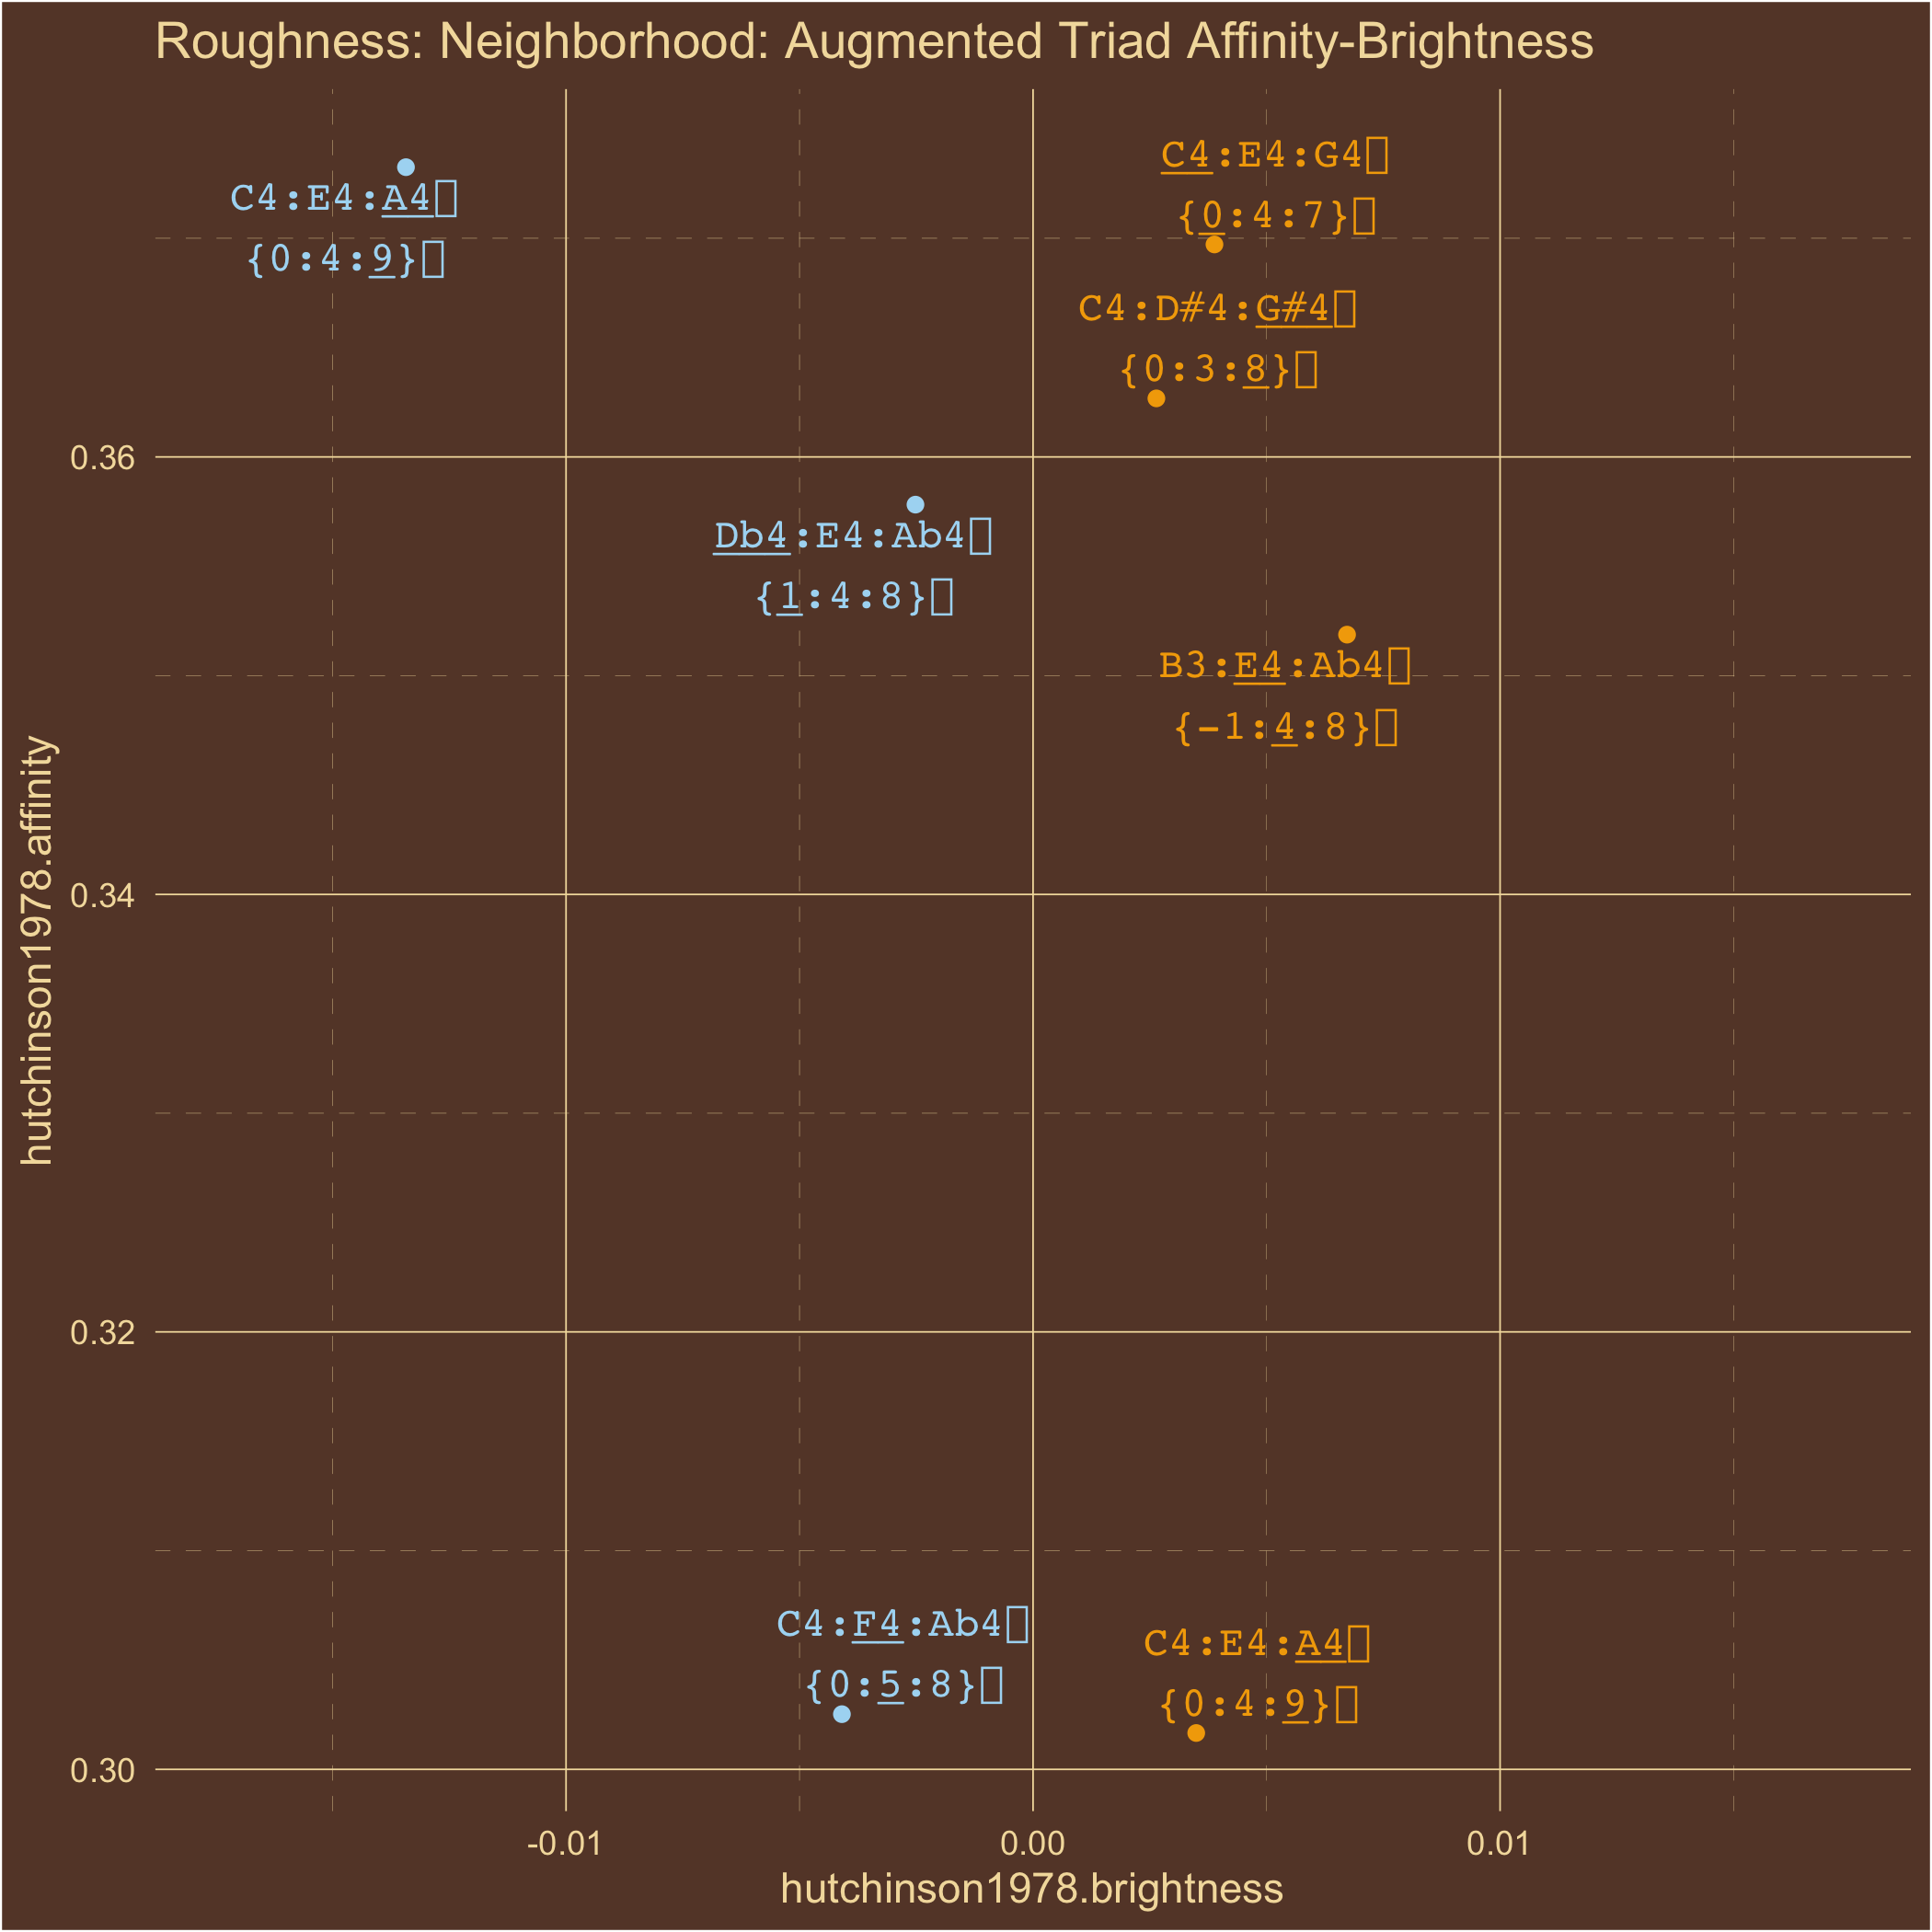 Roughness: Neighborhood: Augmented Triad Affinity-Brightness
C4:E4:G4▯
{0:4:7}▯
C4:E4:A4▯
{0:4:9}▯
C4:D#4:G#4▯
{0:3:8}▯
0.36
Db4:E4:Ab4▯
{1:4:8}▯
B3:E4:Ab4▯
{-1:4:8}▯
hutchinson1978.affinity
0.34
0.32
C4:F4:Ab4▯
{0:5:8}▯
C4:E4:A4▯
{0:4:9}▯
0.30
-0.01 0.00 0.01
hutchinson1978.brightness